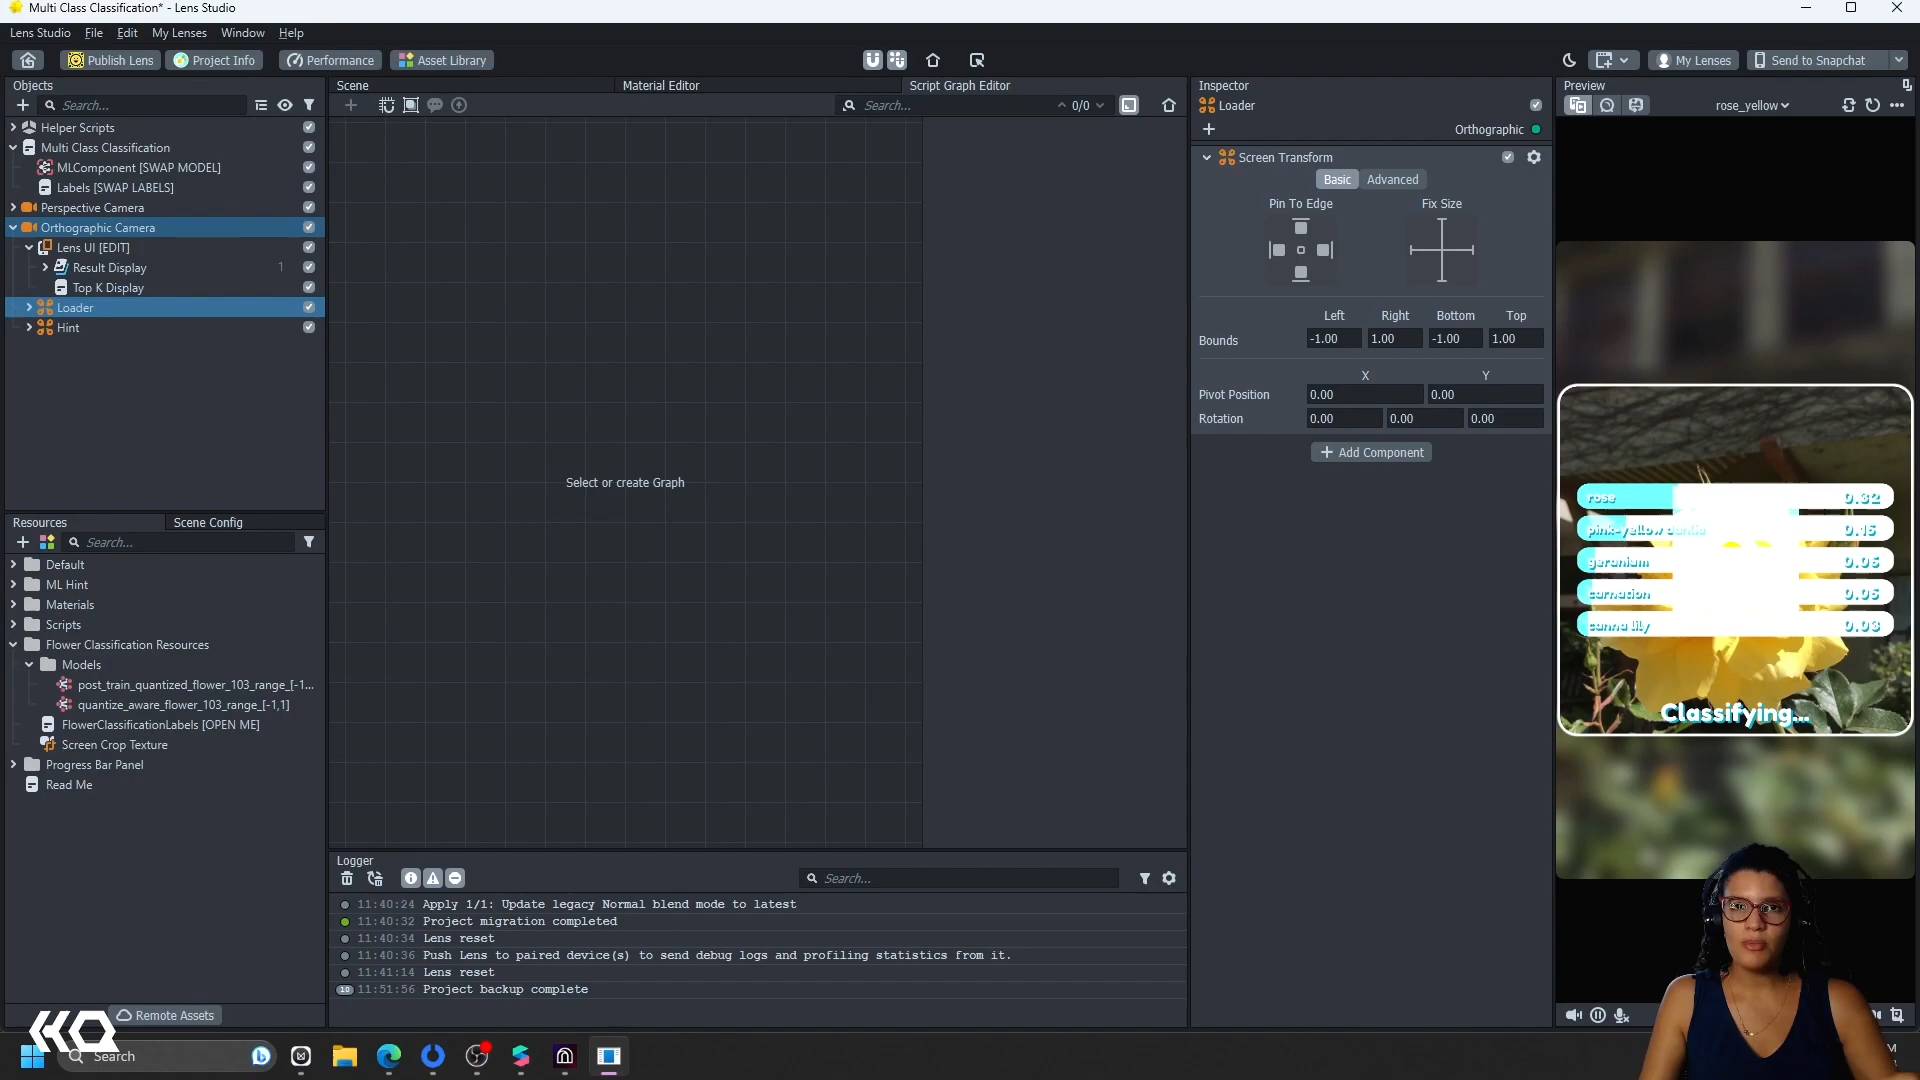 Multi Class Classification* - Lens Studio
Lens Studio File Edit My Lenses Window Help
Publish Lens Project Info Performance Asset Library My Lenses Send to Snapchat
Objects
Search...
Helper Scripts
Multi Class Classification
MLComponent [SWAP MODEL]
Labels [SWAP LABELS]
Perspective Camera
Orthographic Camera
Lens UI [EDIT]
Result Display 1
Top K Display
Loader
Hint
Resources Scene Config
Search...
Default
ML Hint
Materials
Scripts
Flower Classification Resources
Models
post_train_quantized_flower_103_range_[-1...
quantize_aware_flower_103_range_[-1,1]
FlowerClassificationLabels [OPEN ME]
Screen Crop Texture
Progress Bar Panel
Read Me
Remote Assets
Scene Material Editor Script Graph Editor
Search... 0/0
Select or create Graph
Logger
Search...
11:40:24 Apply 1/1: Update legacy Normal blend mode to latest
11:40:32 Project migration completed
11:40:34 Lens reset
11:40:36 Push Lens to paired device(s) to send debug logs and profiling statistics from it.
11:41:14 Lens reset
10 11:51:56 Project backup complete
Inspector
Loader
Orthographic
Screen Transform
Basic Advanced
Pin To Edge Fix Size
Left Right Bottom Top
Bounds -1.00 1.00 -1.00 1.00
X Y
Pivot Position 0.00 0.00
Rotation 0.00 0.00 0.00
Add Component
Preview
rose_yellow
rose 0.32
pink-yellow dahlia 0.15
geranium 0.05
carnation 0.05
canna lily 0.03
Classifying...
HQ
Search
M